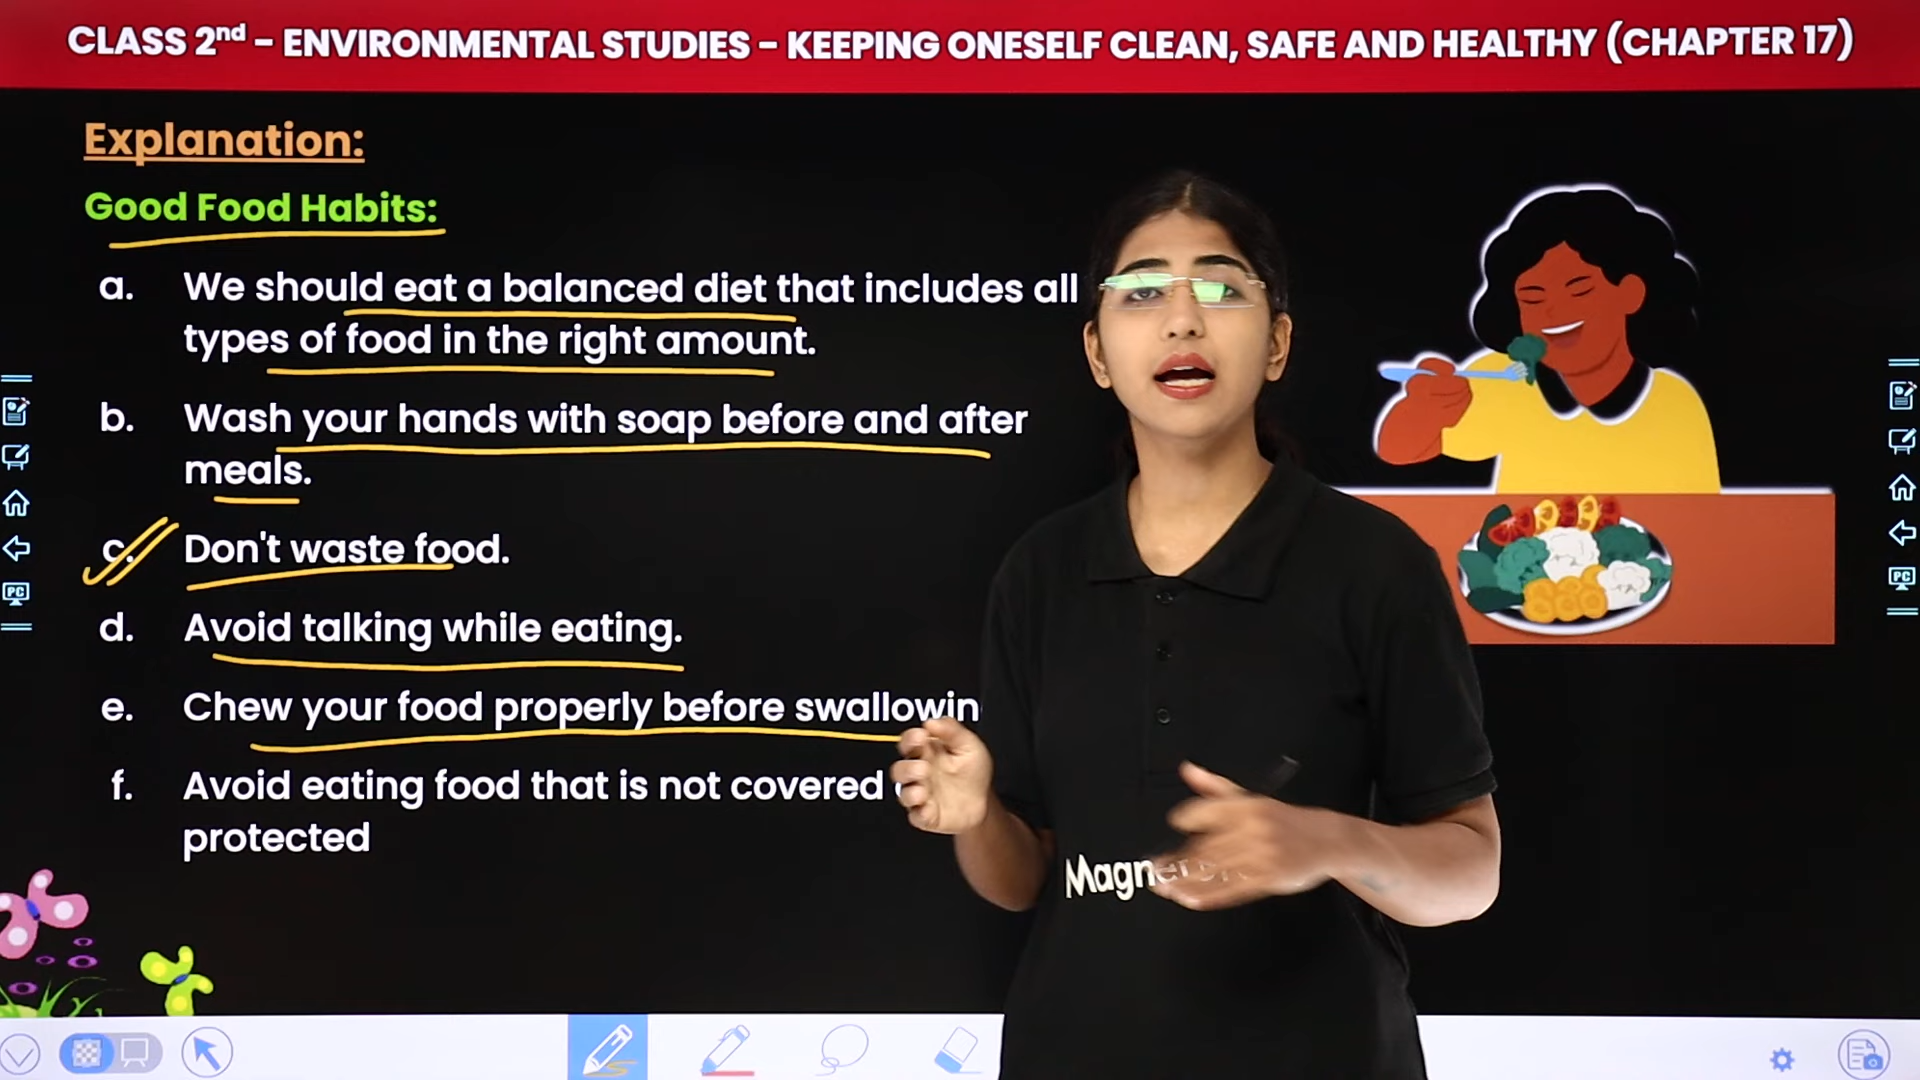 CLASS 2nd – ENVIRONMENTAL STUDIES – KEEPING ONESELF CLEAN, SAFE AND HEALTHY (CHAPTER 17)
Explanation:
Good Food Habits:
a. We should eat a balanced diet that includes all
types of food in the right amount.
b. Wash your hands with soap before and after
meals.
c. Don't waste food.
d. Avoid talking while eating.
e. Chew your food properly before
f. Avoid eating food that is not covered
protected
PC
PC